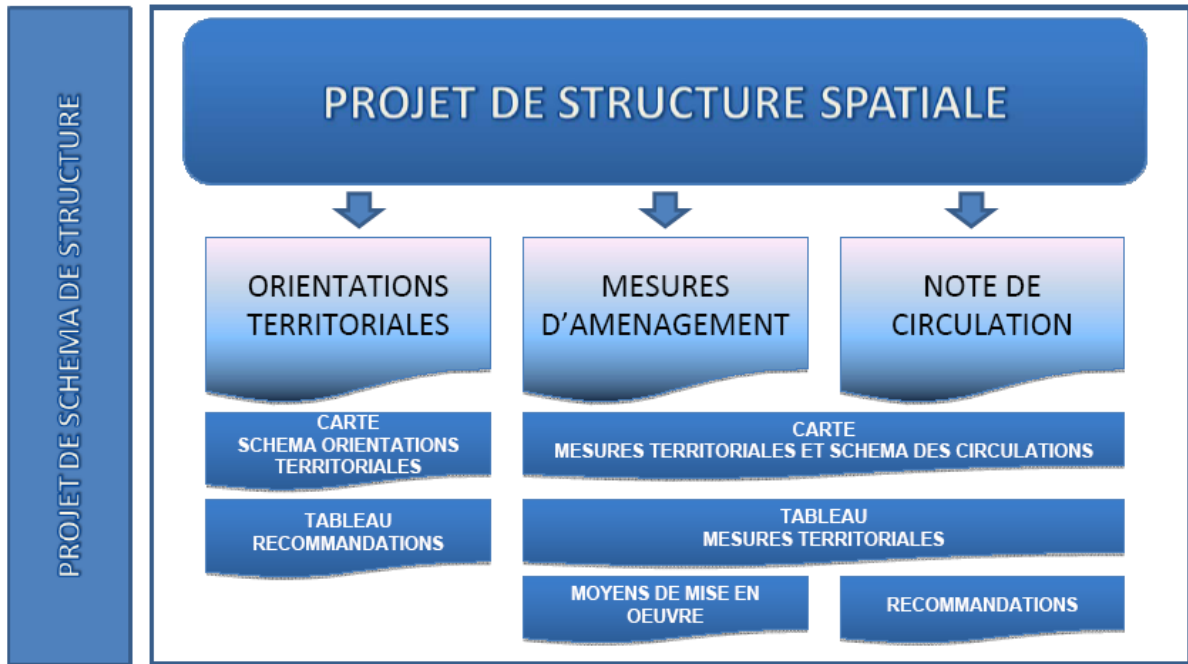 PROJET DE SCHEMA DE STRUCTURE
PROJET DE STRUCTURE SPATIALE
ORIENTATIONS
TERRITORIALES
MESURES
D’AMENAGEMENT
NOTE DE
CIRCULATION
CARTE
SCHEMA ORIENTATIONS
TERRITORIALES
CARTE
MESURES TERRITORIALES ET SCHEMA DES CIRCULATIONS
TABLEAU
RECOMMANDATIONS
TABLEAU
MESURES TERRITORIALES
MOYENS DE MISE EN
OEUVRE
RECOMMANDATIONS